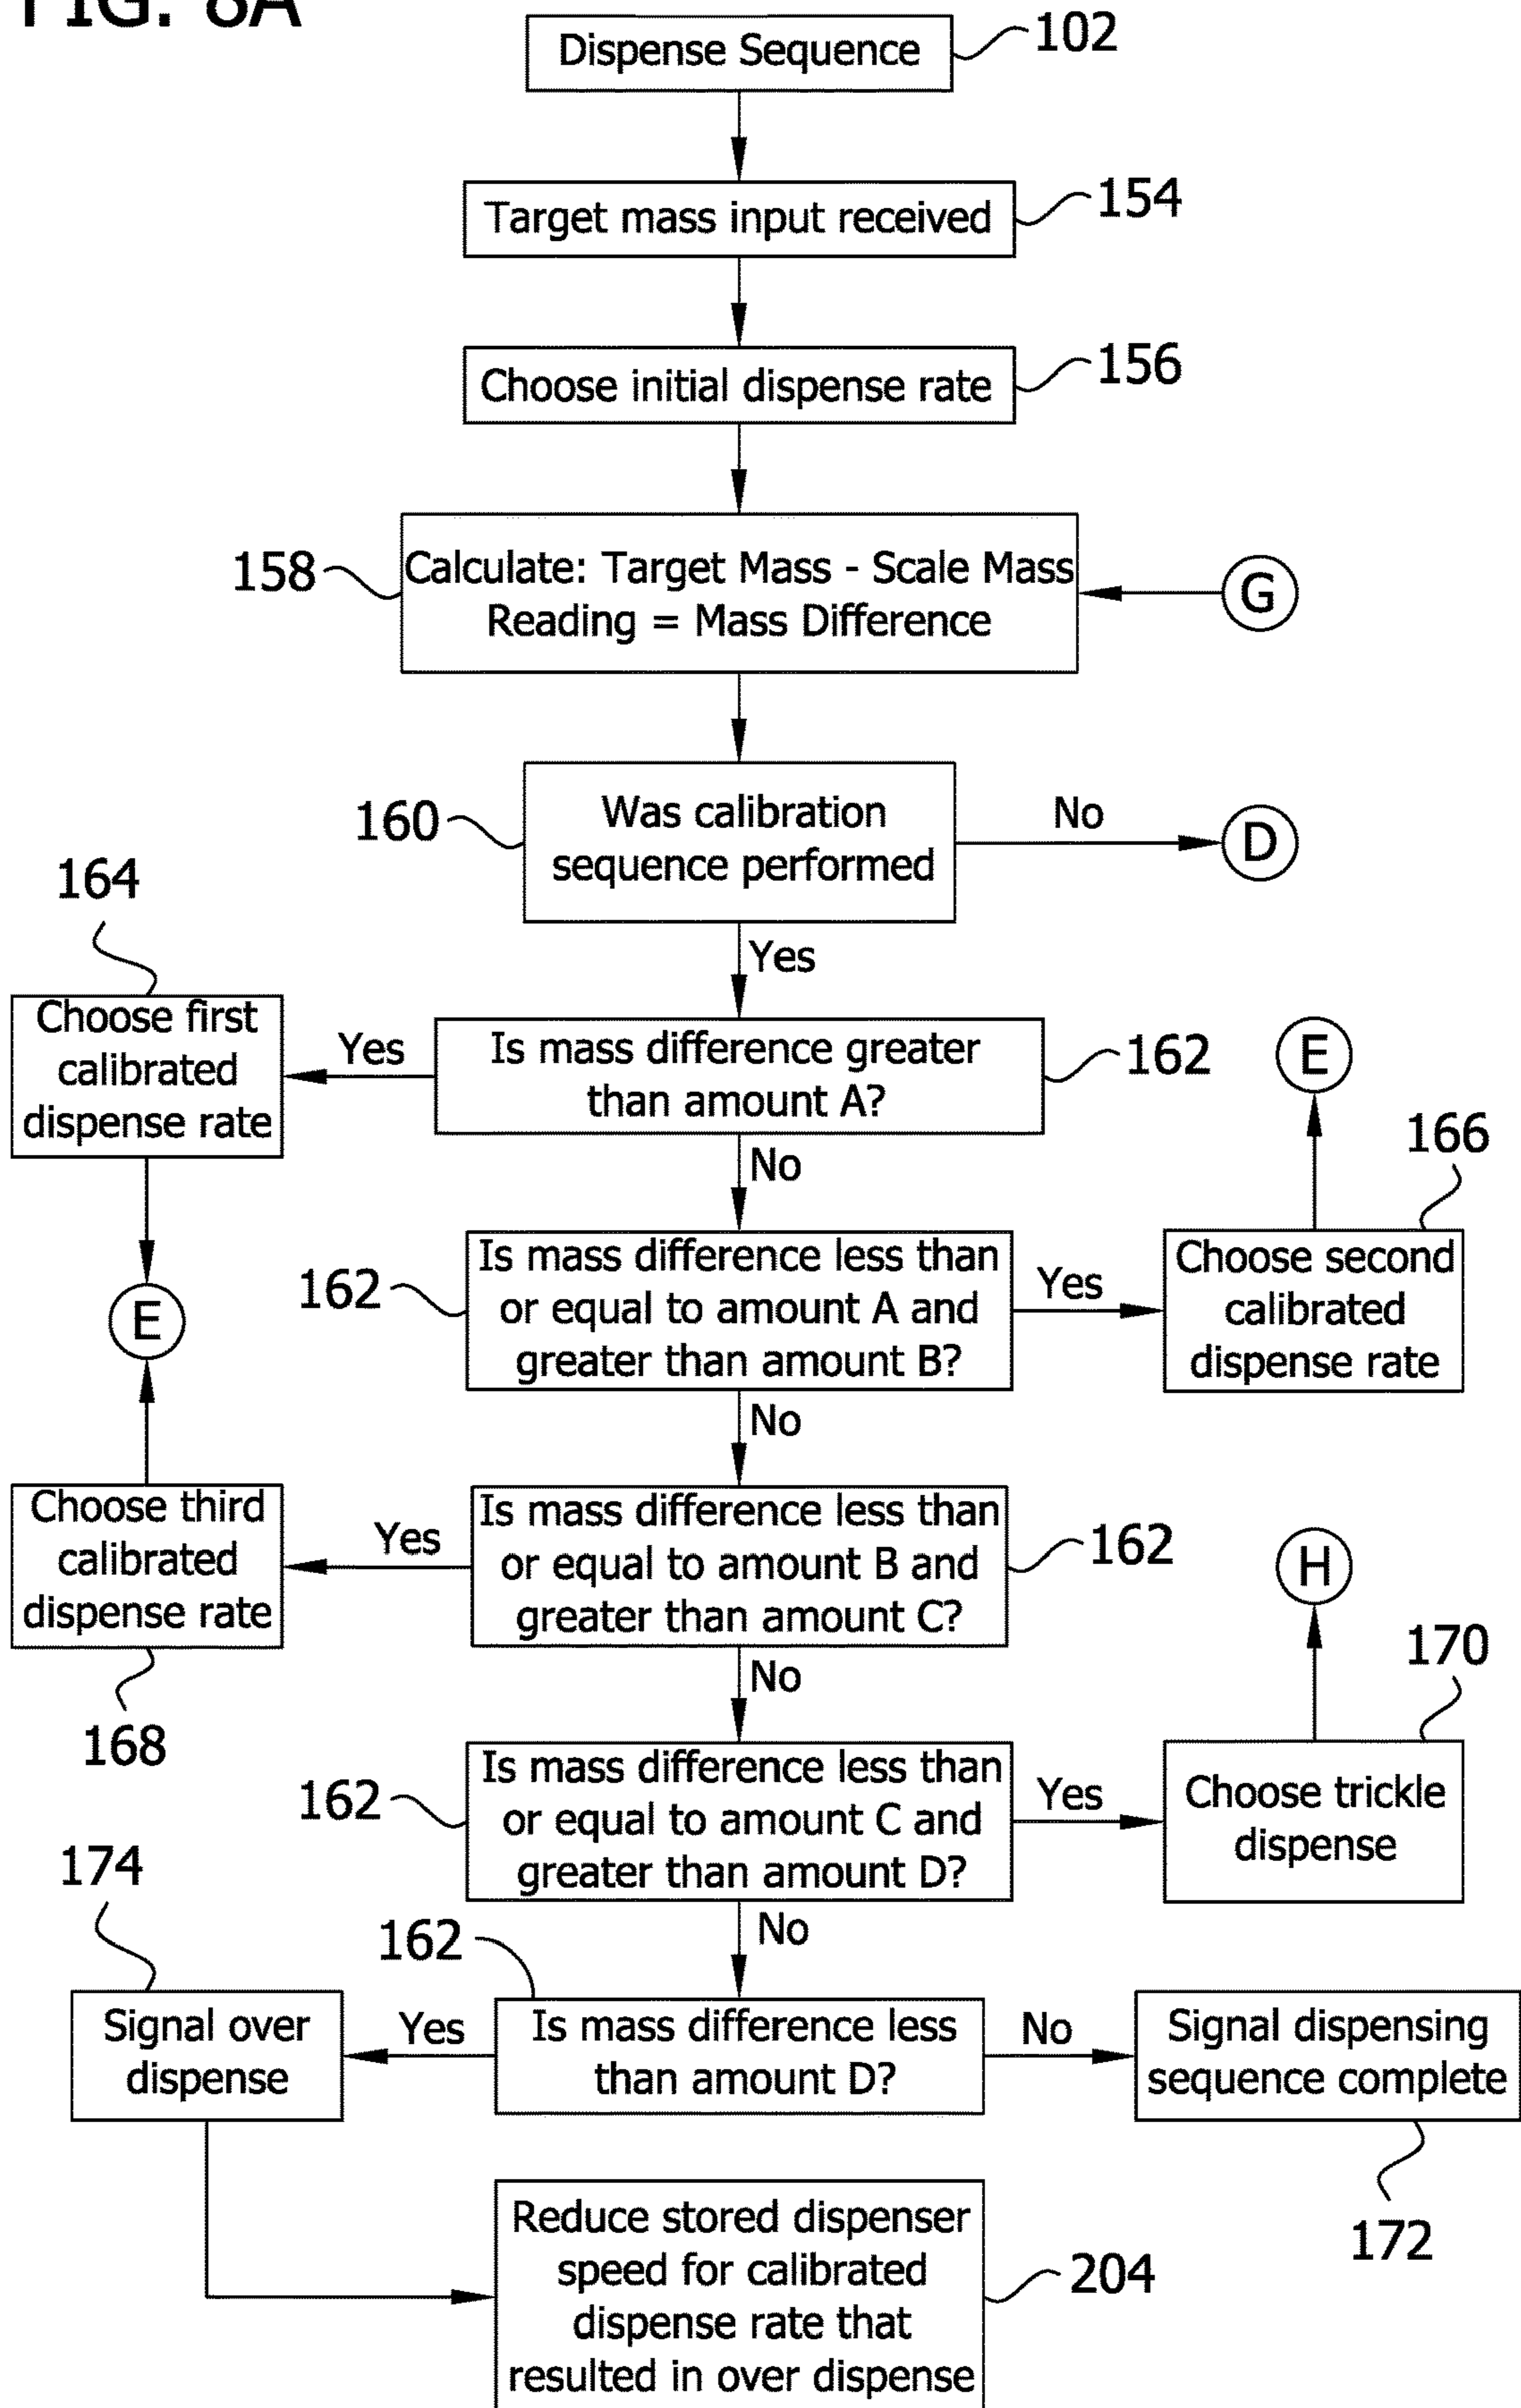 FIG. 8A
Dispense Sequence
102
Target mass input received
154
Choose initial dispense rate
156
158
Calculate: Target Mass - Scale Mass
Reading = Mass Difference
G
160
Was calibration
sequence performed
No
D
Yes
164
Choose first
calibrated
dispense rate
Yes
Is mass difference greater
than amount A?
162
E
No
166
E
162
Is mass difference less than
or equal to amount A and
greater than amount B?
Yes
Choose second
calibrated
dispense rate
No
Choose third
calibrated
dispense rate
168
Yes
Is mass difference less than
or equal to amount B and
greater than amount C?
162
H
No
170
162
Is mass difference less than
or equal to amount C and
greater than amount D?
Yes
Choose trickle
dispense
No
174
162
Signal over
dispense
Yes
Is mass difference less
than amount D?
No
Signal dispensing
sequence complete
172
Reduce stored dispenser
speed for calibrated
dispense rate that
resulted in over dispense
204